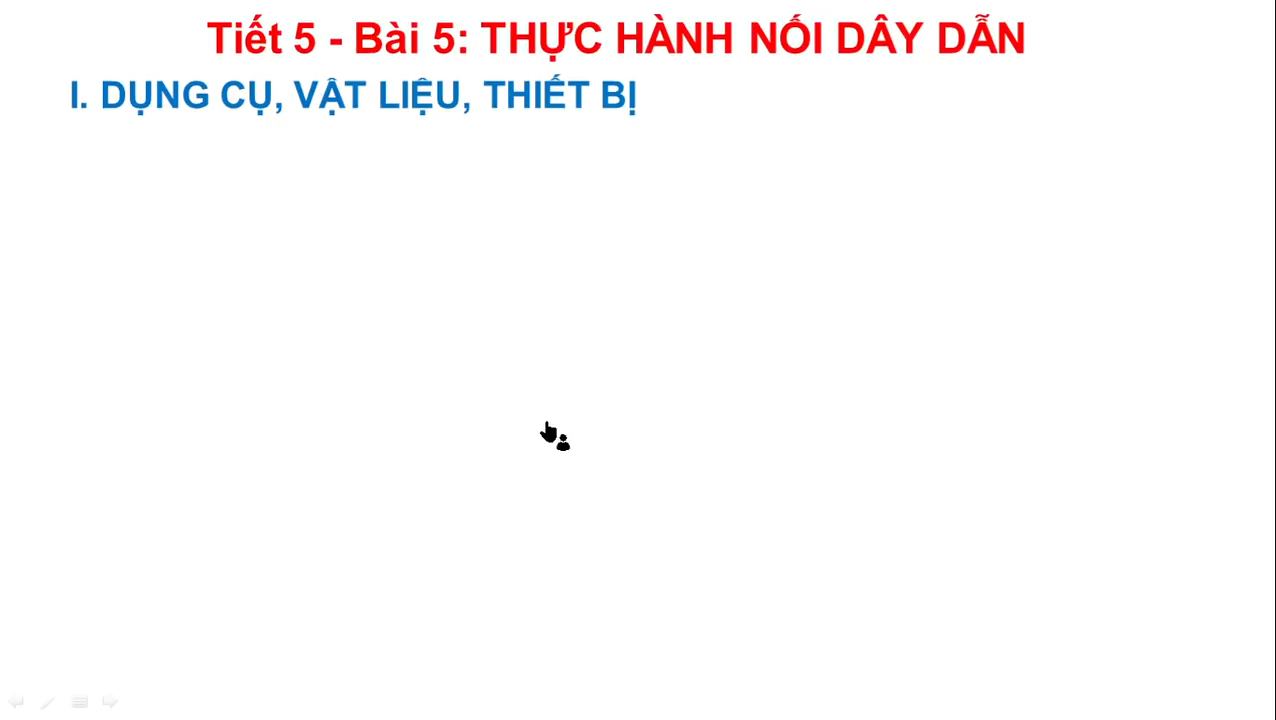 Tiết 5 - Bài 5: THỰC HÀNH NỐI DÂY DẪN
I. DỤNG CỤ, VẬT LIỆU, THIẾT BỊ